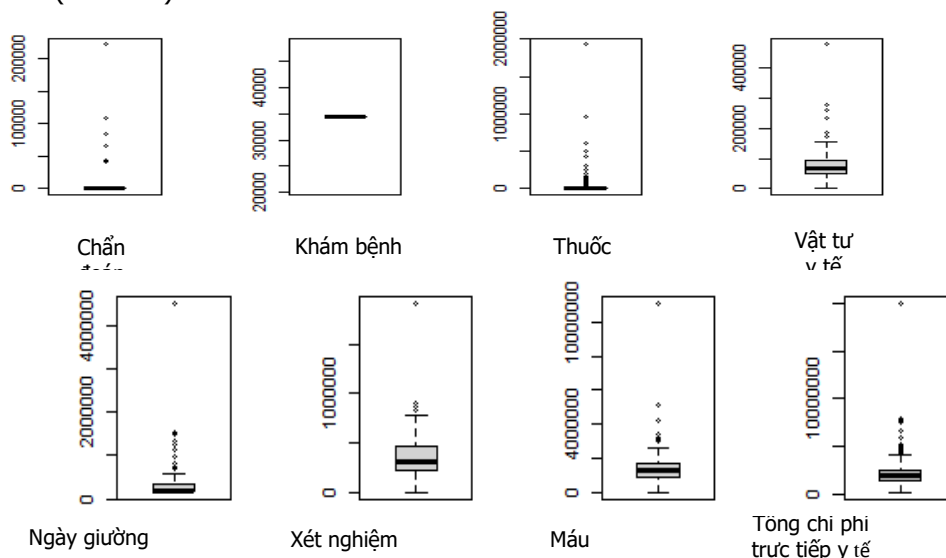 200000
100000
0
40000
30000
20000
2000000
1000000
0
400000
200000
0
Chẩn
Khám bệnh
Thuốc
Vật tư
y tế
4000000
2000000
0
1000000
0
10000000
4000000
0
10000000
0
Ngày giường
Xét nghiệm
Máu
Tổng chi phi
trực tiếp y tế